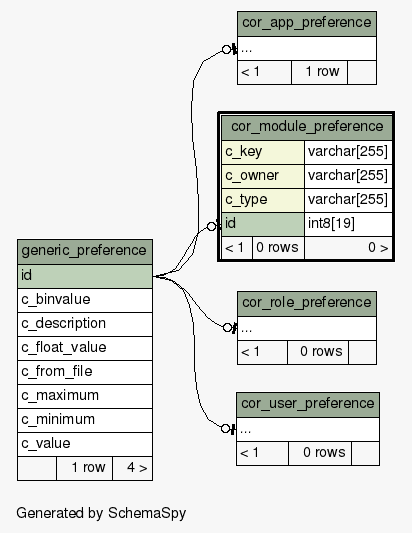 cor_app_preference
...
< 1 1 row
cor_module_preference
c_key varchar[255]
c_owner varchar[255]
c_type varchar[255]
id int8[19]
< 1 0 rows 0 >
generic_preference
id
c_binvalue
c_description
c_float_value
c_from_file
c_maximum
c_minimum
c_value
1 row 4 >
cor_role_preference
...
< 1 0 rows
cor_user_preference
...
< 1 0 rows
Generated by SchemaSpy